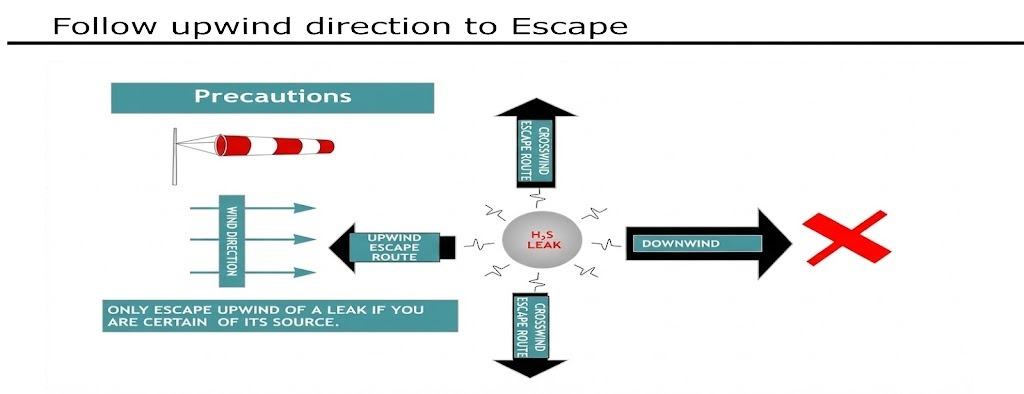 Follow upwind direction to Escape
Precautions
CROSSWIND
ESCAPE ROUTE
WIND DIRECTION
UPWIND
ESCAPE
ROUTE
H₂S
LEAK
DOWNWIND
ONLY ESCAPE UPWIND OF A LEAK IF YOU
ARE CERTAIN OF ITS SOURCE.
CROSSWIND
ESCAPE ROUTE